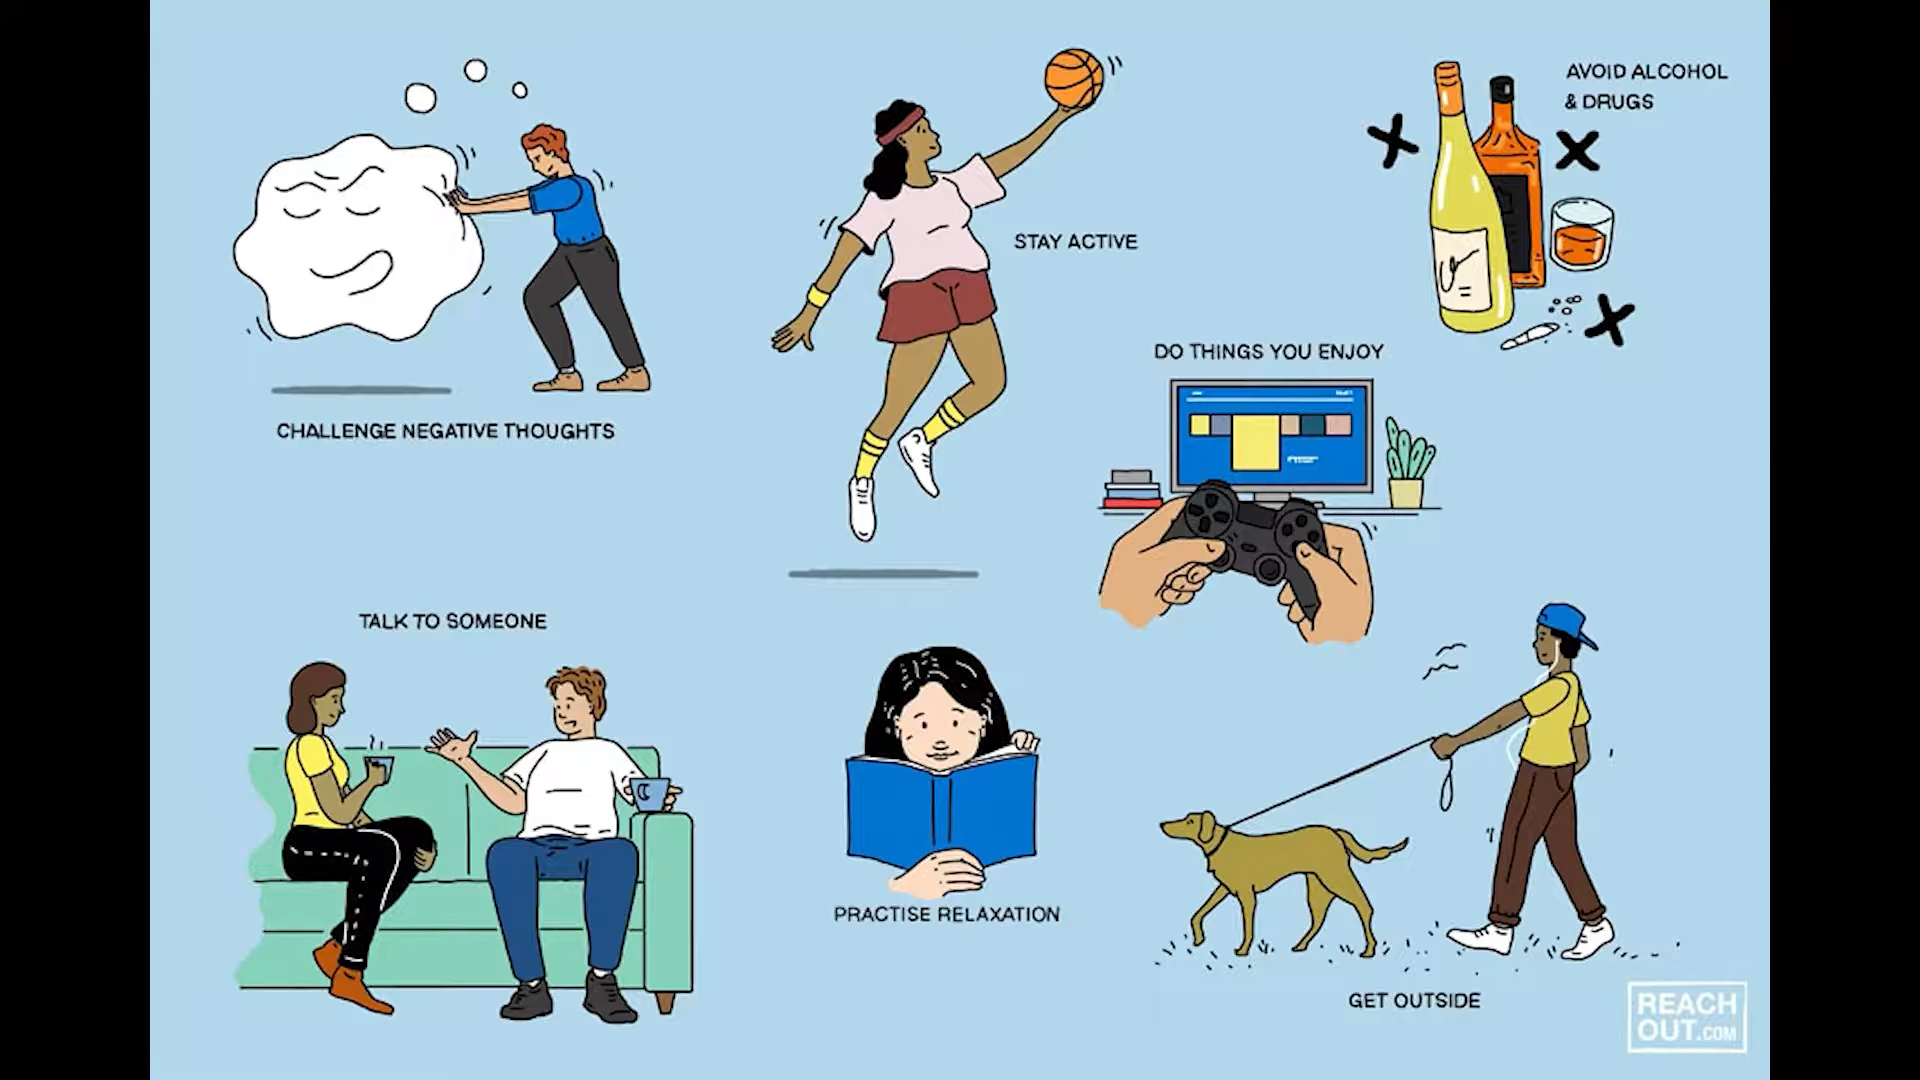 AVOID ALCOHOL
& DRUGS
STAY ACTIVE
DO THINGS YOU ENJOY
CHALLENGE NEGATIVE THOUGHTS
TALK TO SOMEONE
PRACTISE RELAXATION
GET OUTSIDE
REACH
OUT.COM